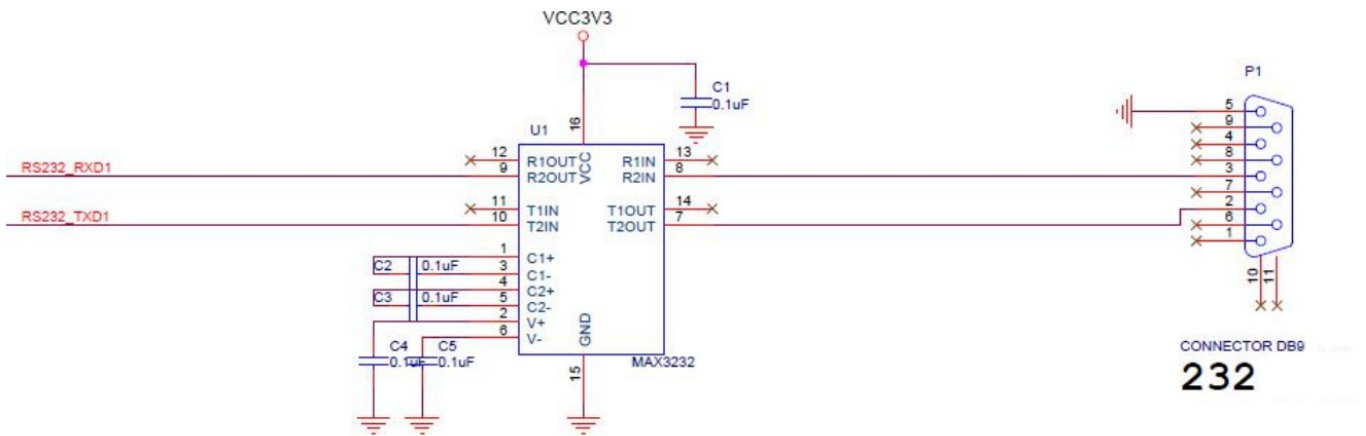 VCC3V3
C1
0.1uF
P1
U1
16
5
9
4
8
3
7
2
6
1
10
11
RS232_RXD1
12
9
R1OUT
R2OUT
VCC
R1IN
R2IN
13
8
RS232_TXD1
11
10
T1IN
T2IN
T1OUT
T2OUT
14
7
1
3
4
5
2
6
C1+
C1-
C2+
C2-
V+
V-
GND
C2
0.1uF
C3
0.1uF
C4
0.1uF
C5
0.1uF
15
MAX3232
CONNECTOR DB9
232